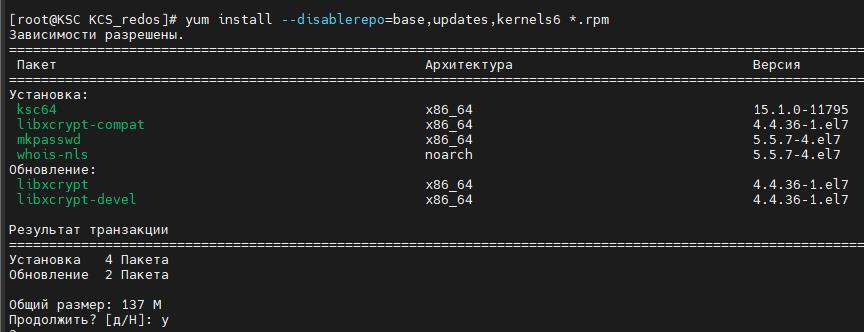 [root@KSC KCS_redos]# yum install --disablerepo=base,updates,kernels6 *.rpm
Зависимости разрешены.
================================================================================
Пакет Архитектура Версия
================================================================================
Установка:
ksc64 x86_64 15.1.0-11795
libxcrypt-compat x86_64 4.4.36-1.el7
mkpasswd x86_64 5.5.7-4.el7
whois-nls noarch 5.5.7-4.el7
Обновление:
libxcrypt x86_64 4.4.36-1.el7
libxcrypt-devel x86_64 4.4.36-1.el7
Результат транзакции
================================================================================
Установка 4 Пакета
Обновление 2 Пакета
Общий размер: 137 M
Продолжить? [д/Н]: y